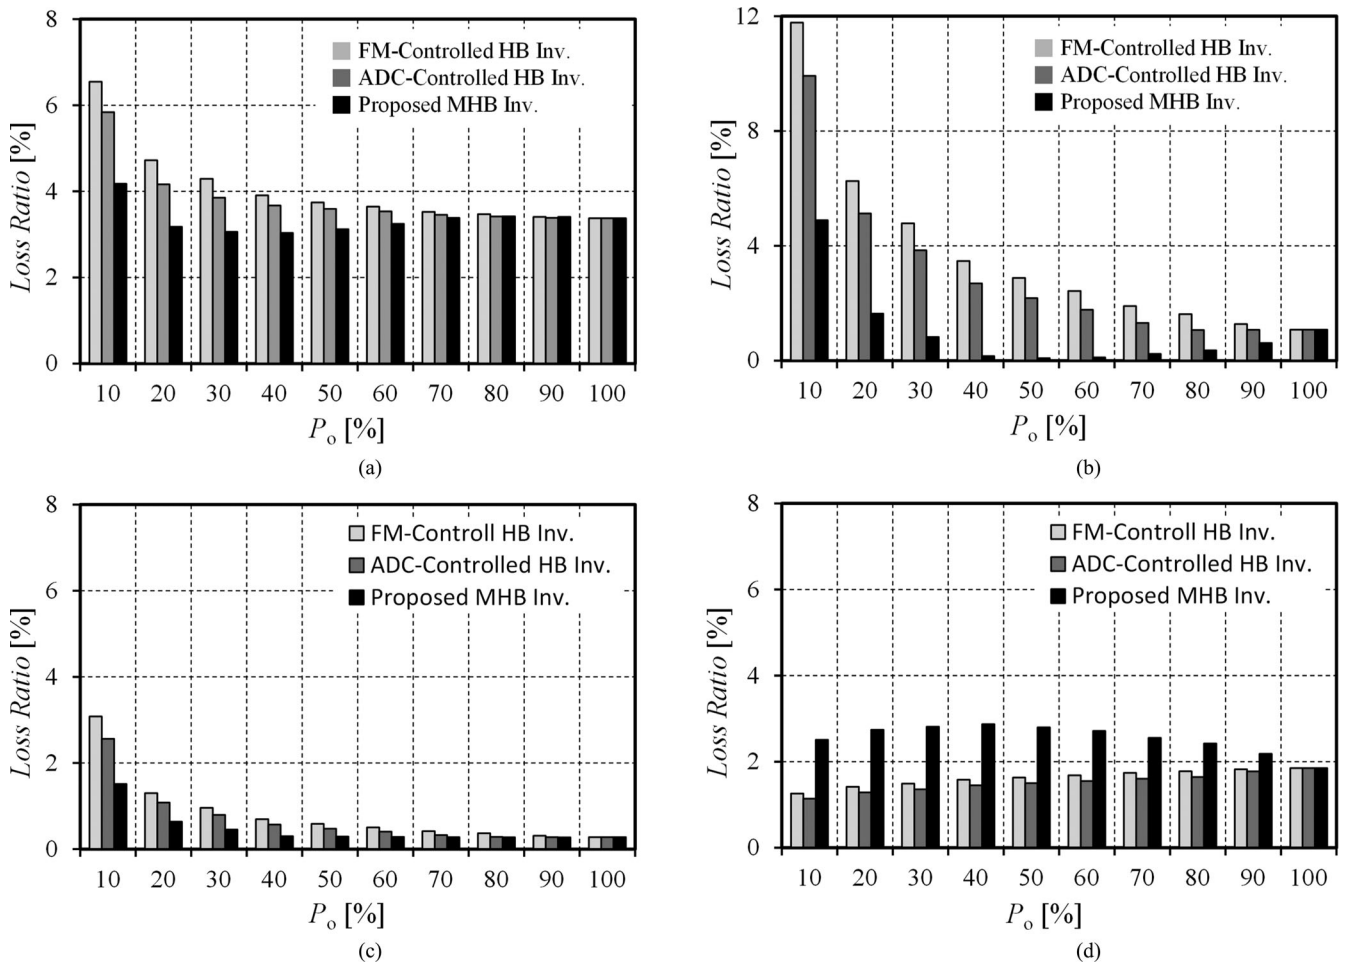 8
6
4
2
0
Loss Ratio [%]
FM-Controlled HB Inv.
ADC-Controlled HB Inv.
Proposed MHB Inv.
10 20 30 40 50 60 70 80 90 100
Po [%]
(a)
12
8
4
0
Loss Ratio [%]
FM-Controlled HB Inv.
ADC-Controlled HB Inv.
Proposed MHB Inv.
10 20 30 40 50 60 70 80 90 100
Po [%]
(b)
8
6
4
2
0
Loss Ratio [%]
FM-Controll HB Inv.
ADC-Controlled HB Inv.
Proposed MHB Inv.
10 20 30 40 50 60 70 80 90 100
Po [%]
(c)
8
6
4
2
0
Loss Ratio [%]
FM-Controll HB Inv.
ADC-Controlled HB Inv.
Proposed MHB Inv.
10 20 30 40 50 60 70 80 90 100
Po [%]
(d)